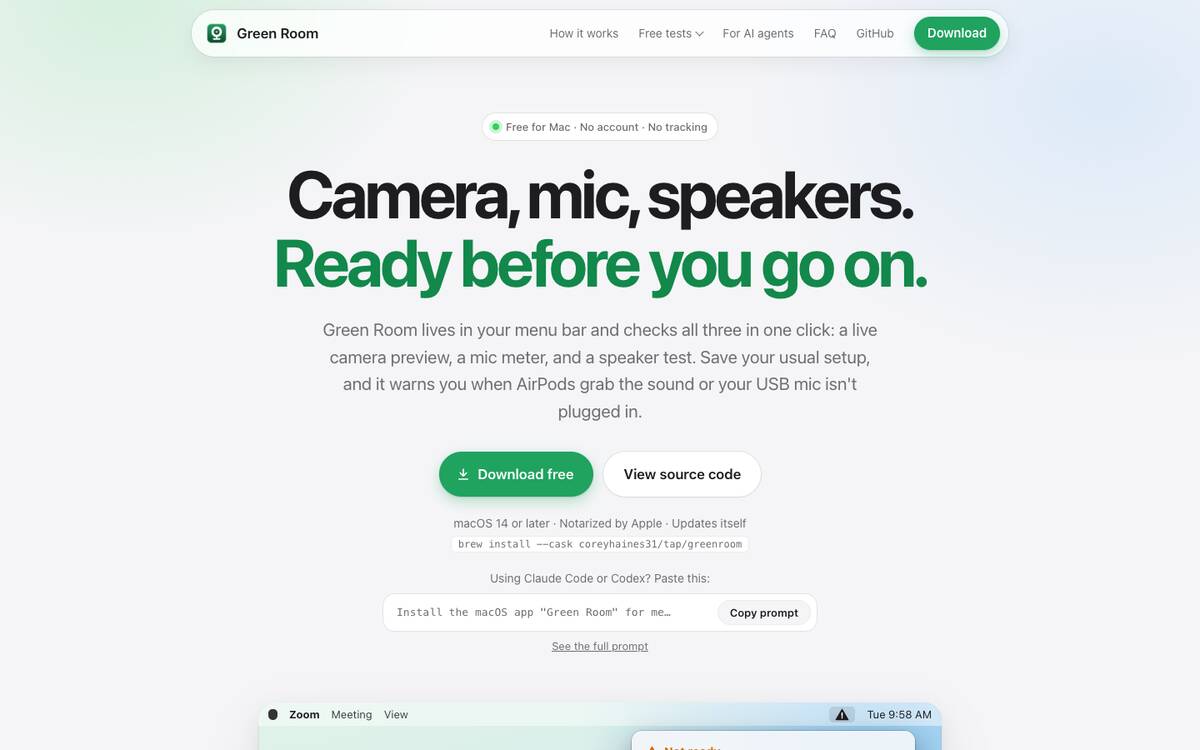 Green Room
How it works
Free tests
For AI agents
FAQ
GitHub
Download
Free for Mac · No account · No tracking
Camera, mic, speakers.
Ready before you go on.
Green Room lives in your menu bar and checks all three in one click: a live
camera preview, a mic meter, and a speaker test. Save your usual setup,
and it warns you when AirPods grab the sound or your USB mic isn't
plugged in.
Download free
View source code
macOS 14 or later · Notarized by Apple · Updates itself
brew install --cask coreyhaines31/tap/greenroom
Using Claude Code or Codex? Paste this:
Install the macOS app "Green Room" for me…
Copy prompt
See the full prompt
Zoom
Meeting
View
Tue 9:58 AM